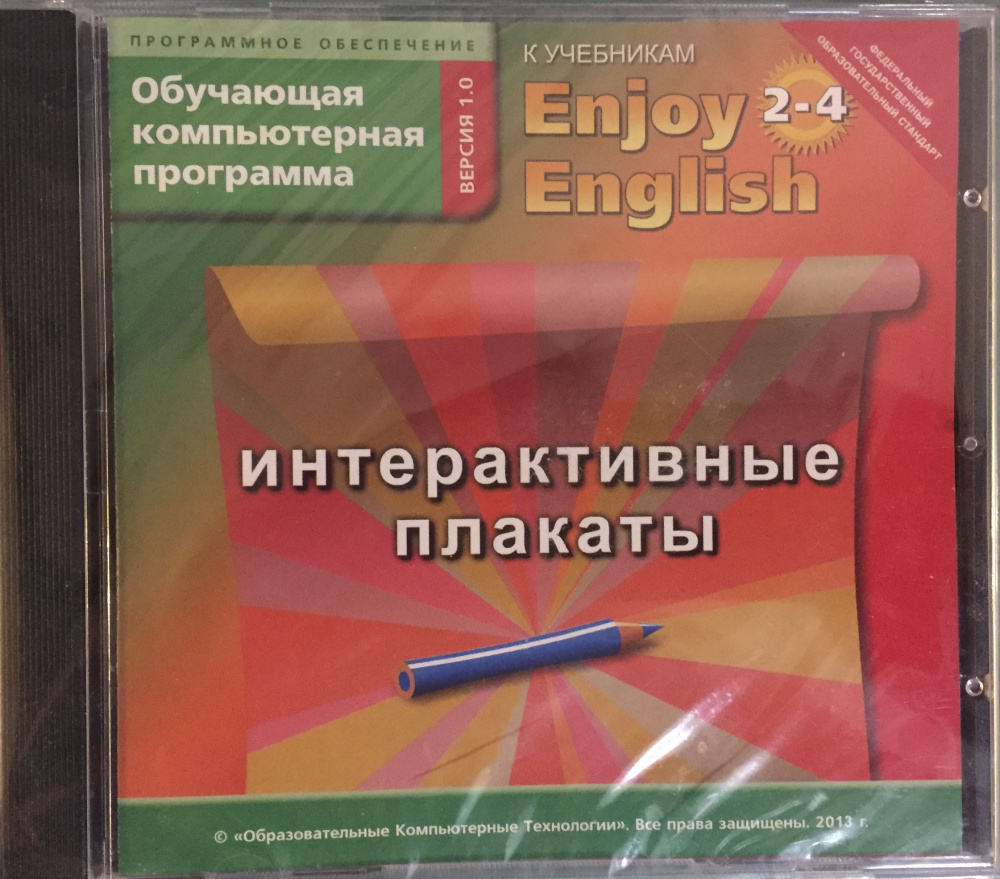 ПРОГРАММНОЕ ОБЕСПЕЧЕНИЕ
Обучающая
компьютерная
программа
ВЕРСИЯ 1.0
К УЧЕБНИКАМ
Enjoy 2-4
English
ФЕДЕРАЛЬНЫЙ
ГОСУДАРСТВЕННЫЙ
ОБРАЗОВАТЕЛЬНЫЙ СТАНДАРТ
интерактивные
плакаты
© «Образовательные Компьютерные Технологии». Все права защищены. 2013 г.